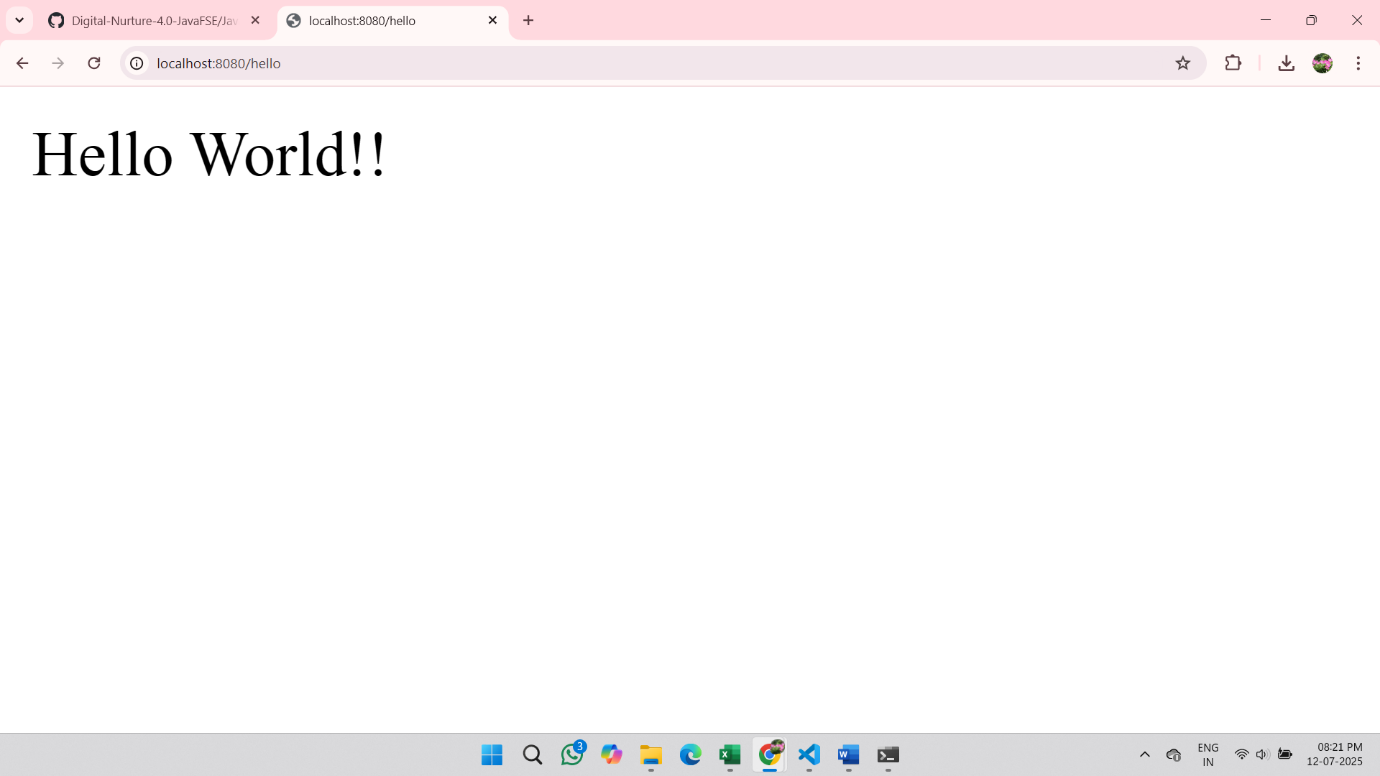 Digital-Nurture-4.0-JavaFSE/Jav
localhost:8080/hello
localhost:8080/hello
Hello World!!
3
ENG
IN
08:21 PM
12-07-2025